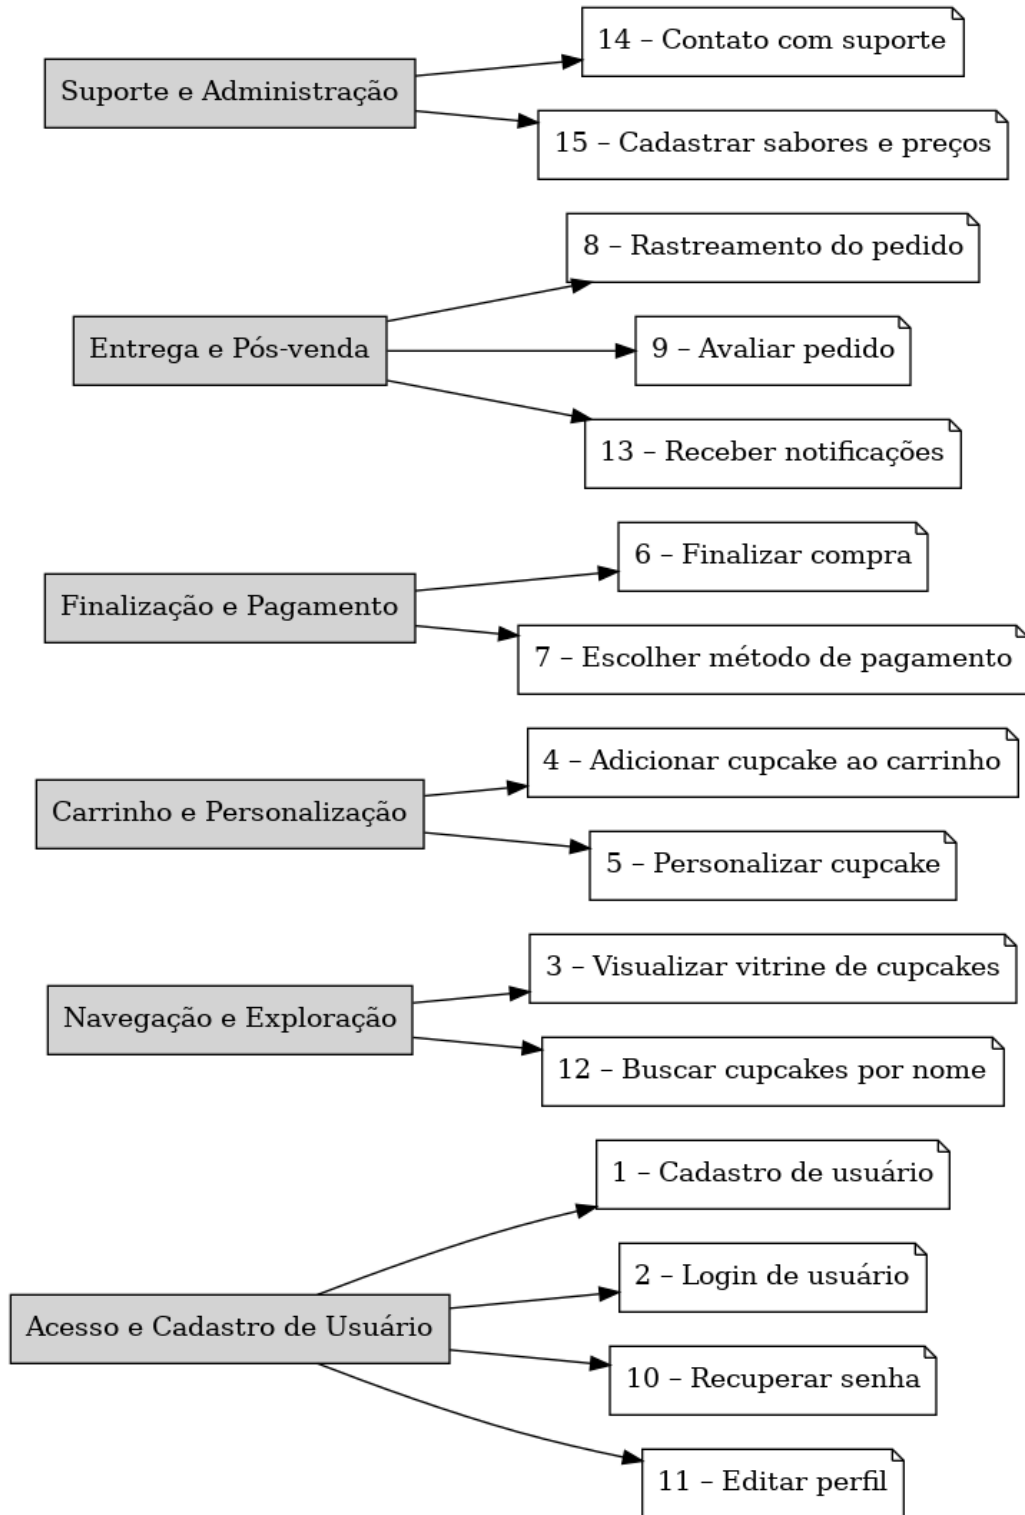 14 – Contato com suporte
Suporte e Administração
15 – Cadastrar sabores e preços
8 – Rastreamento do pedido
Entrega e Pós-venda
9 – Avaliar pedido
13 – Receber notificações
6 – Finalizar compra
Finalização e Pagamento
7 – Escolher método de pagamento
4 – Adicionar cupcake ao carrinho
Carrinho e Personalização
5 – Personalizar cupcake
3 – Visualizar vitrine de cupcakes
Navegação e Exploração
12 – Buscar cupcakes por nome
1 – Cadastro de usuário
2 – Login de usuário
Acesso e Cadastro de Usuário
10 – Recuperar senha
11 – Editar perfil